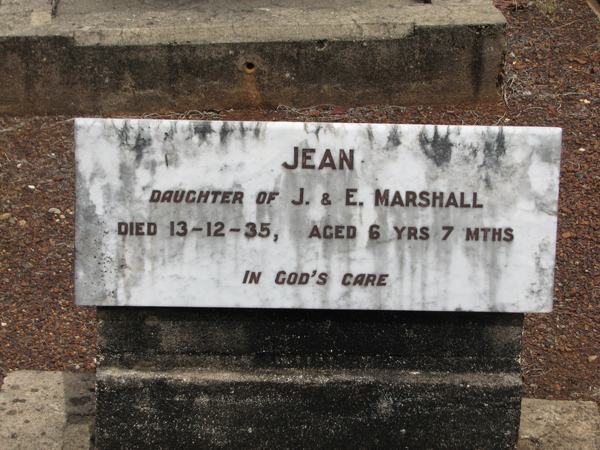 JEAN
DAUGHTER OF J. & E. MARSHALL
DIED 13-12-35, AGED 6 YRS 7 MTHS
IN GOD'S CARE